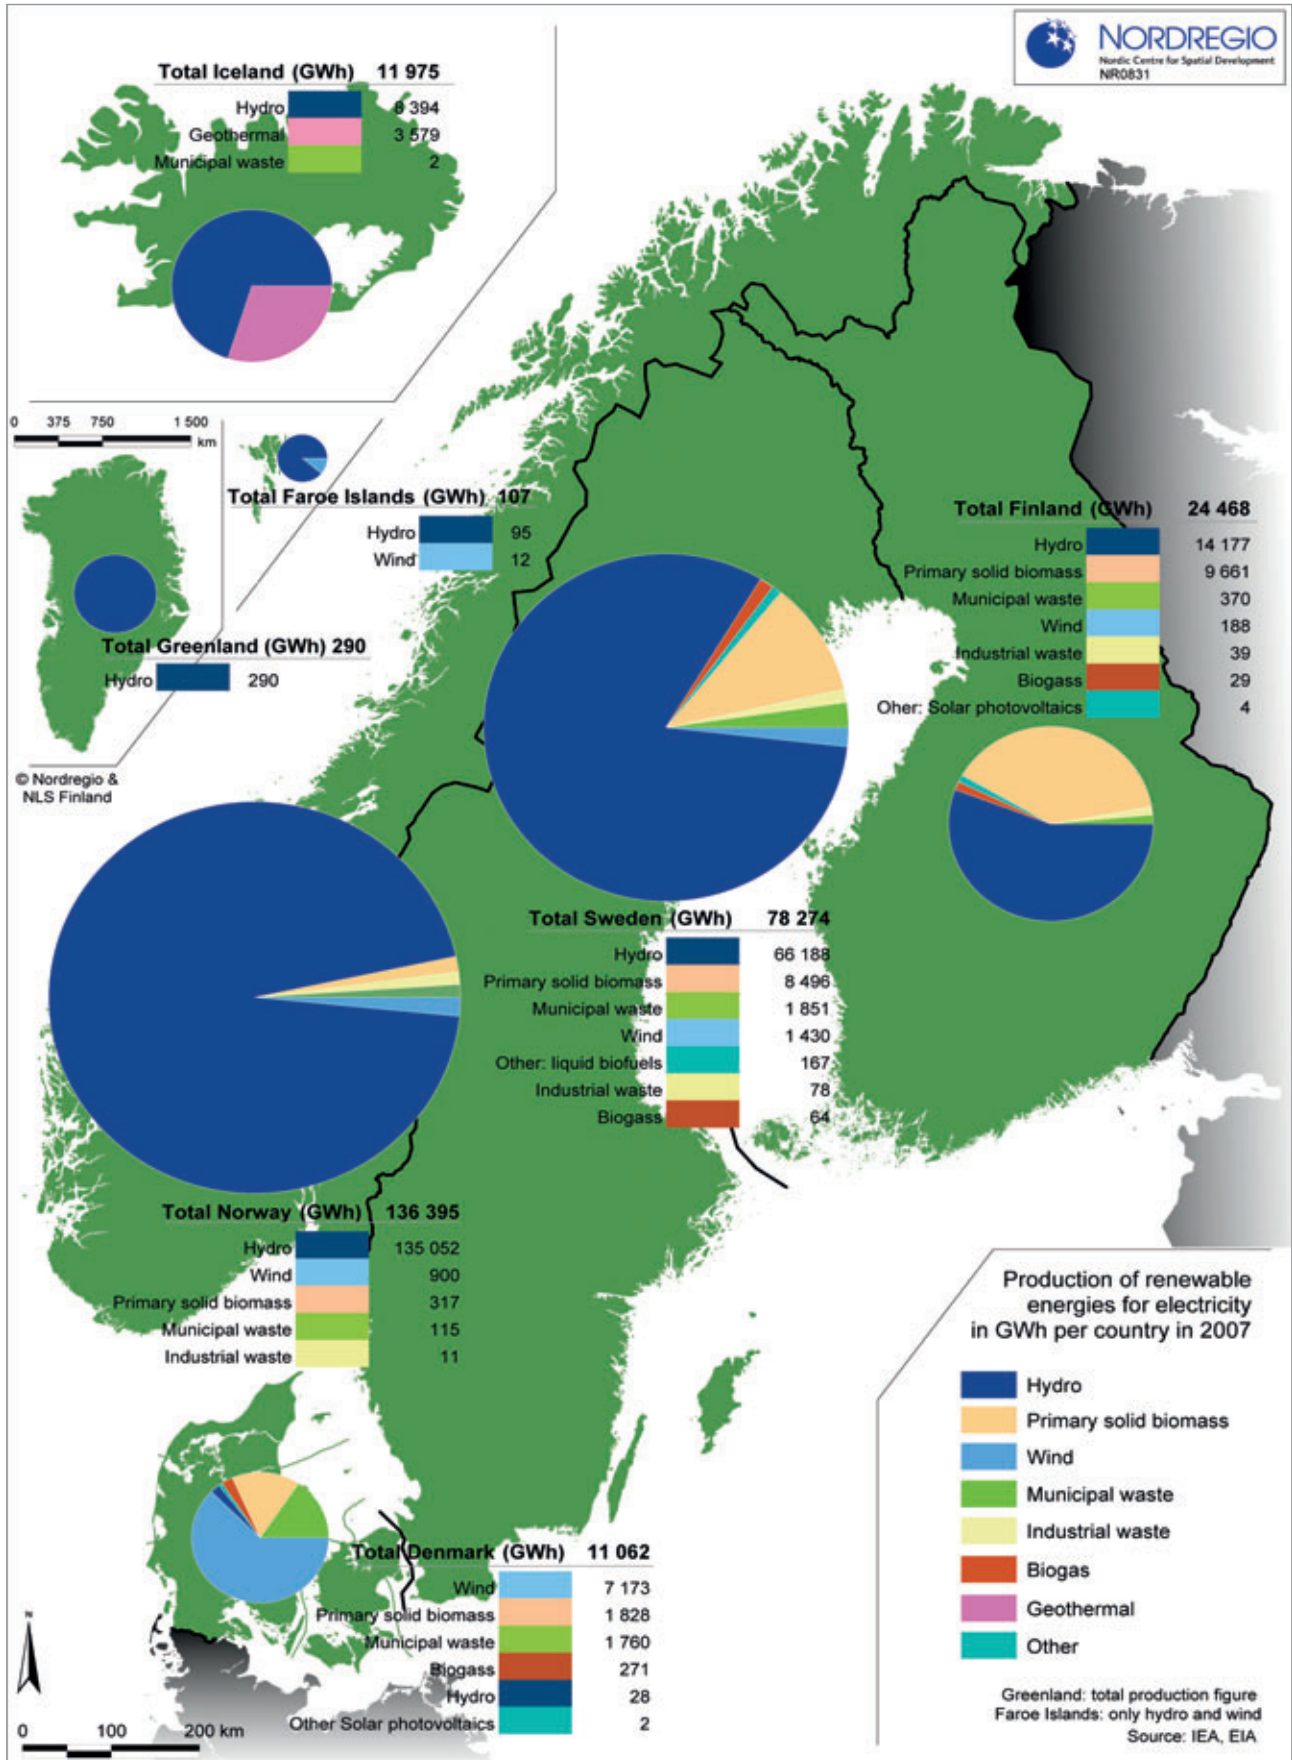 NORDREGIO
Nordic Centre for Spatial Development
NR0831
Total Iceland (GWh) 11 975
Hydro 8 394
Geothermal 3 579
Municipal waste 2
0 375 750 1 500
km
Total Faroe Islands (GWh) 107
Hydro 95
Wind 12
Total Greenland (GWh) 290
Hydro 290
© Nordregio &
NLS Finland
Total Finland (GWh) 24 468
Hydro 14 177
Primary solid biomass 9 661
Municipal waste 370
Wind 188
Industrial waste 39
Biogass 29
Oher: Solar photovoltaics 4
Total Sweden (GWh) 78 274
Hydro 66 188
Primary solid biomass 8 496
Municipal waste 1 851
Wind 1 430
Other: liquid biofuels 167
Industrial waste 78
Biogass 64
Total Norway (GWh) 136 395
Hydro 135 052
Wind 900
Primary solid biomass 317
Municipal waste 115
Industrial waste 11
Total Denmark (GWh) 11 062
Wind 7 173
Primary solid biomass 1 828
Municipal waste 1 760
Biogass 271
Hydro 28
Other Solar photovoltaics 2
N
0 100 200 km
Production of renewable
energies for electricity
in GWh per country in 2007
Hydro
Primary solid biomass
Wind
Municipal waste
Industrial waste
Biogas
Geothermal
Other
Greenland: total production figure
Faroe Islands: only hydro and wind
Source: IEA, EIA